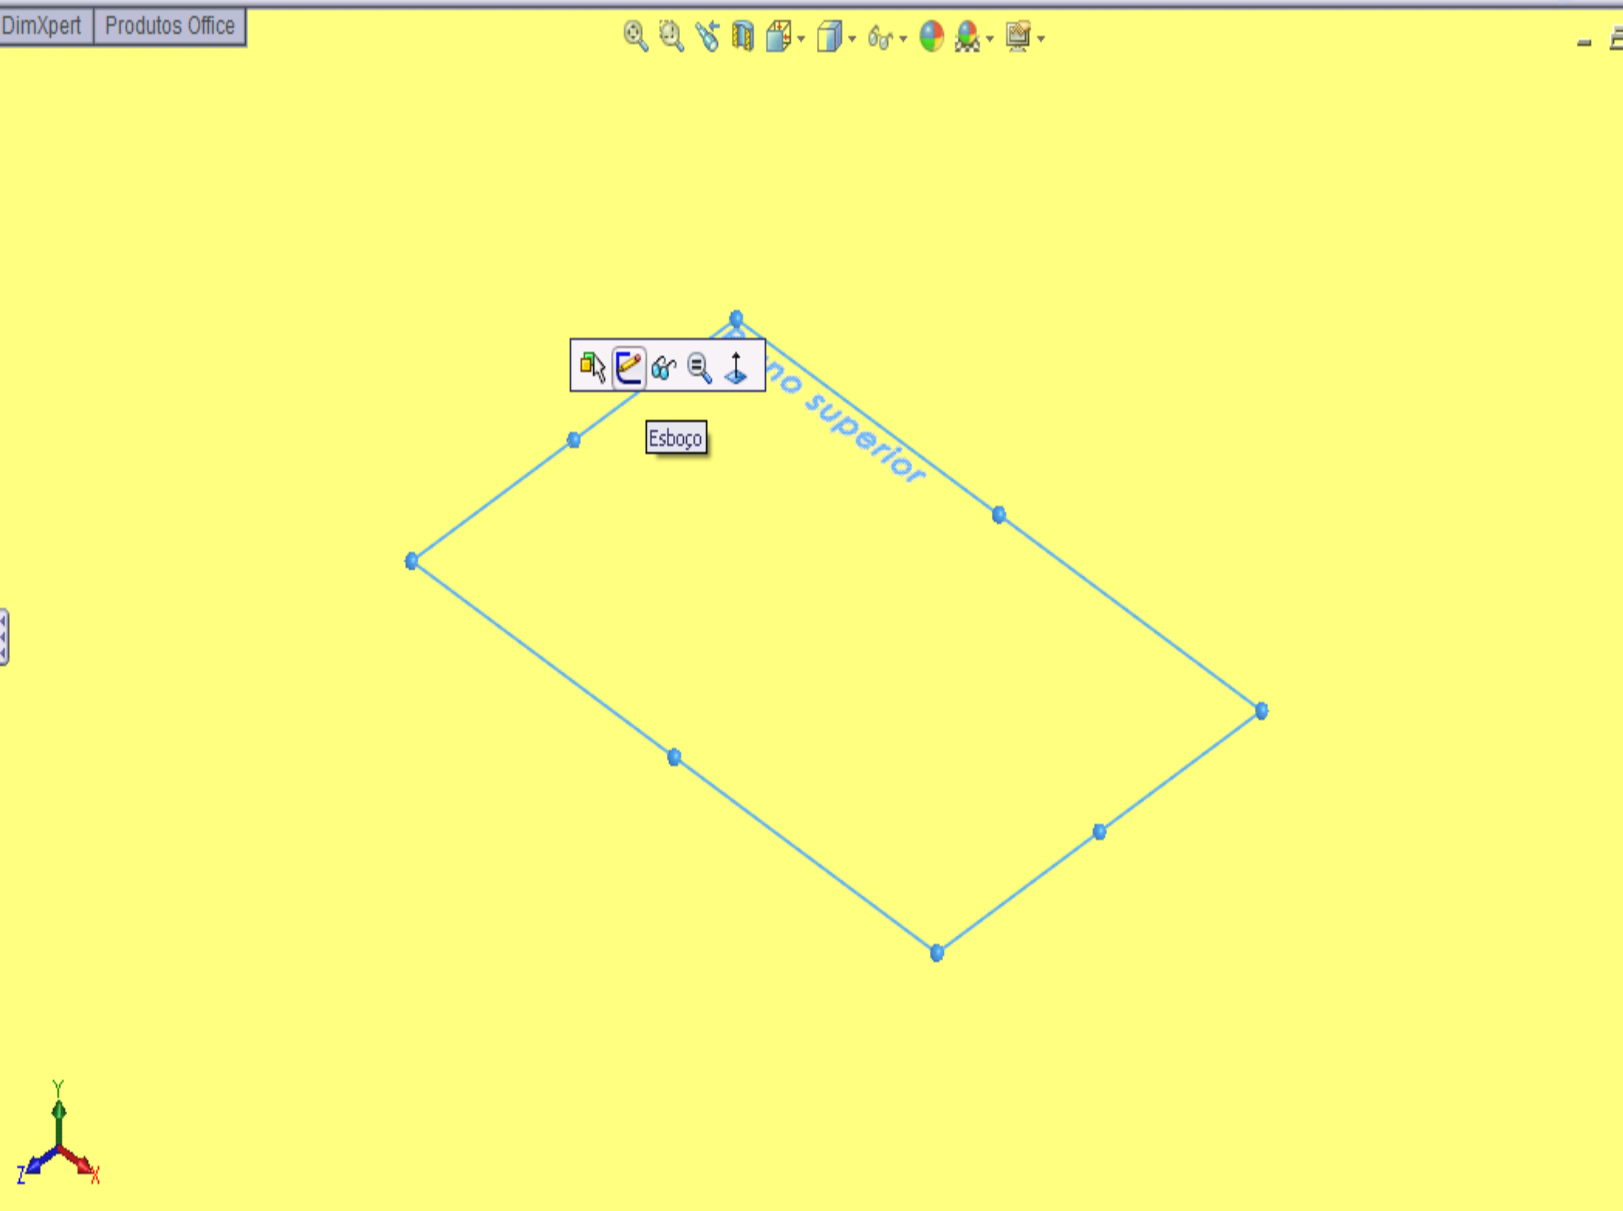 DimXpert
Produtos Office
no superior
Esboço
Y
Z
X